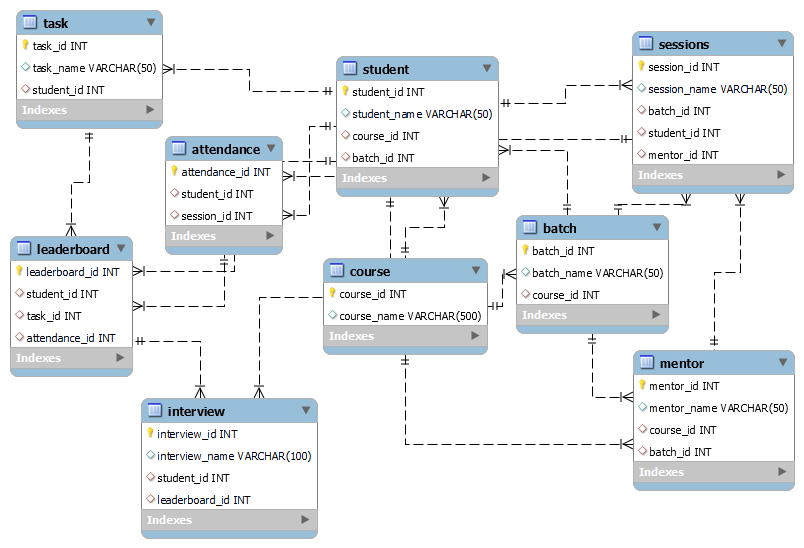 task
task_id INT
task_name VARCHAR(50)
student_id INT
Indexes
student
student_id INT
student_name VARCHAR(50)
course_id INT
batch_id INT
Indexes
sessions
session_id INT
session_name VARCHAR(50)
batch_id INT
student_id INT
mentor_id INT
Indexes
attendance
attendance_id INT
student_id INT
session_id INT
Indexes
leaderboard
leaderboard_id INT
student_id INT
task_id INT
attendance_id INT
Indexes
course
course_id INT
course_name VARCHAR(500)
Indexes
batch
batch_id INT
batch_name VARCHAR(50)
course_id INT
Indexes
mentor
mentor_id INT
mentor_name VARCHAR(50)
course_id INT
batch_id INT
Indexes
interview
interview_id INT
interview_name VARCHAR(100)
student_id INT
leaderboard_id INT
Indexes